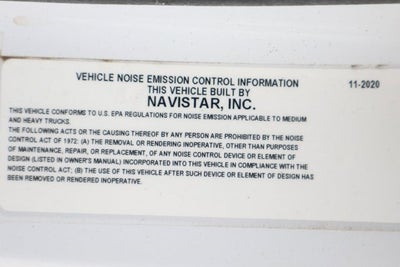 VEHICLE NOISE EMISSION CONTROL INFORMATION
THIS VEHICLE BUILT BY
11-2020
NAVISTAR, INC.
THIS VEHICLE CONFORMS TO U.S. EPA REGULATIONS FOR NOISE EMISSION APPLICABLE TO MEDIUM
AND HEAVY TRUCKS.
THE FOLLOWING ACTS OR THE CAUSING THEREOF BY ANY PERSON ARE PROHIBITED BY THE NOISE
CONTROL ACT OF 1972: (A) THE REMOVAL OR RENDERING INOPERATIVE, OTHER THAN PURPOSES
OF MAINTENANCE, REPAIR, OR REPLACEMENT, OF ANY NOISE CONTROL DEVICE OR ELEMENT OF
DESIGN (LISTED IN OWNER'S MANUAL) INCORPORATED INTO THIS VEHICLE IN COMPLIANCE WITH THE
NOISE CONTROL ACT; (B) THE USE OF THIS VEHICLE AFTER SUCH DEVICE OR ELEMENT OF DESIGN HAS
BEEN REMOVED OR RENDERED INOPERATIVE.